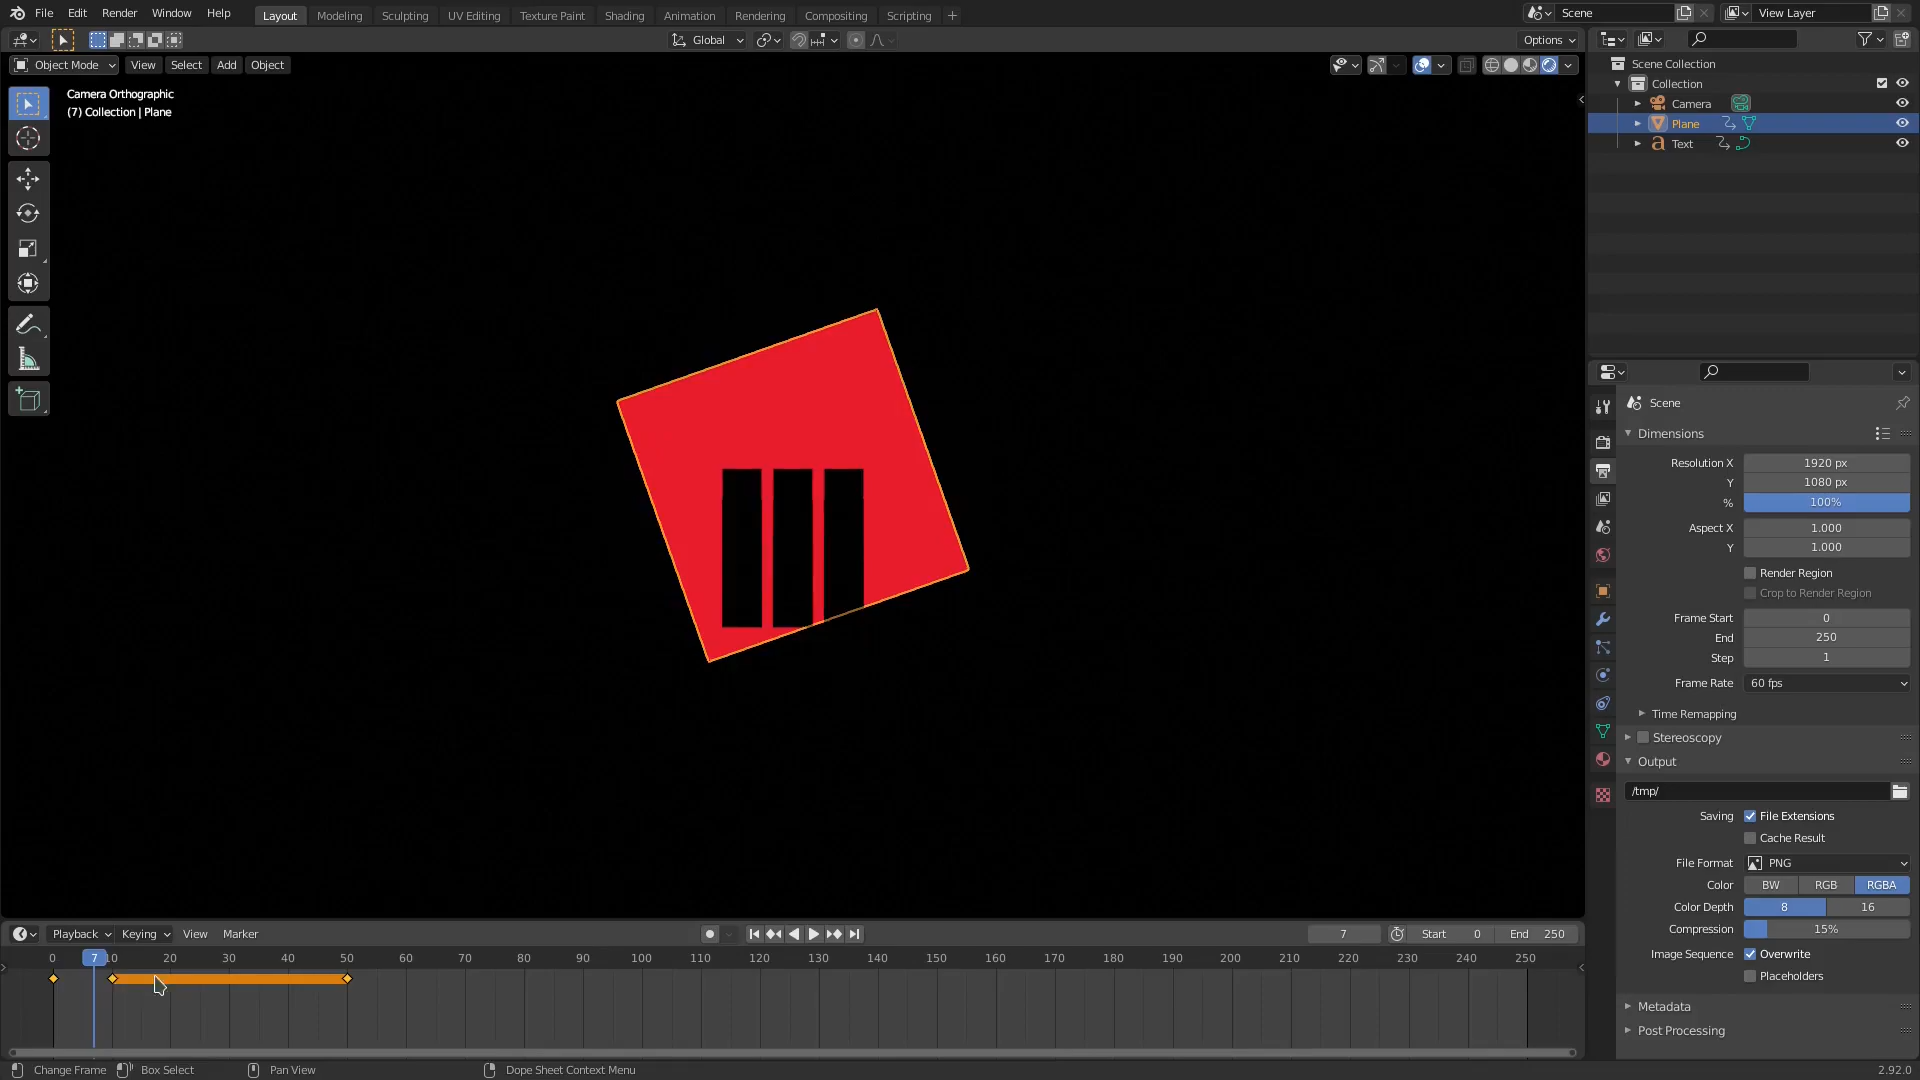 File Edit Render Window Help Layout Modeling Sculpting UV Editing Texture Paint Shading Animation Rendering Compositing Scripting + Scene View Layer
Global Options
Object Mode View Select Add Object
Camera Orthographic
(7) Collection | Plane
Scene Collection
Collection
Camera
Plane
Text
Scene
Dimensions
Resolution X 1920 px
Y 1080 px
% 100%
Aspect X 1.000
Y 1.000
Render Region
Crop to Render Region
Frame Start 0
End 250
Step 1
Frame Rate 60 fps
Time Remapping
Stereoscopy
Output
/tmp/
Saving File Extensions
Cache Result
File Format PNG
Color BW RGB RGBA
Color Depth 8 16
Compression 15%
Image Sequence Overwrite
Placeholders
Metadata
Post Processing
Playback Keying View Marker 7 Start 0 End 250
0 7 10 20 30 40 50 60 70 80 90 100 110 120 130 140 150 160 170 180 190 200 210 220 230 240 250
Change Frame Box Select Pan View Dope Sheet Context Menu 2.92.0